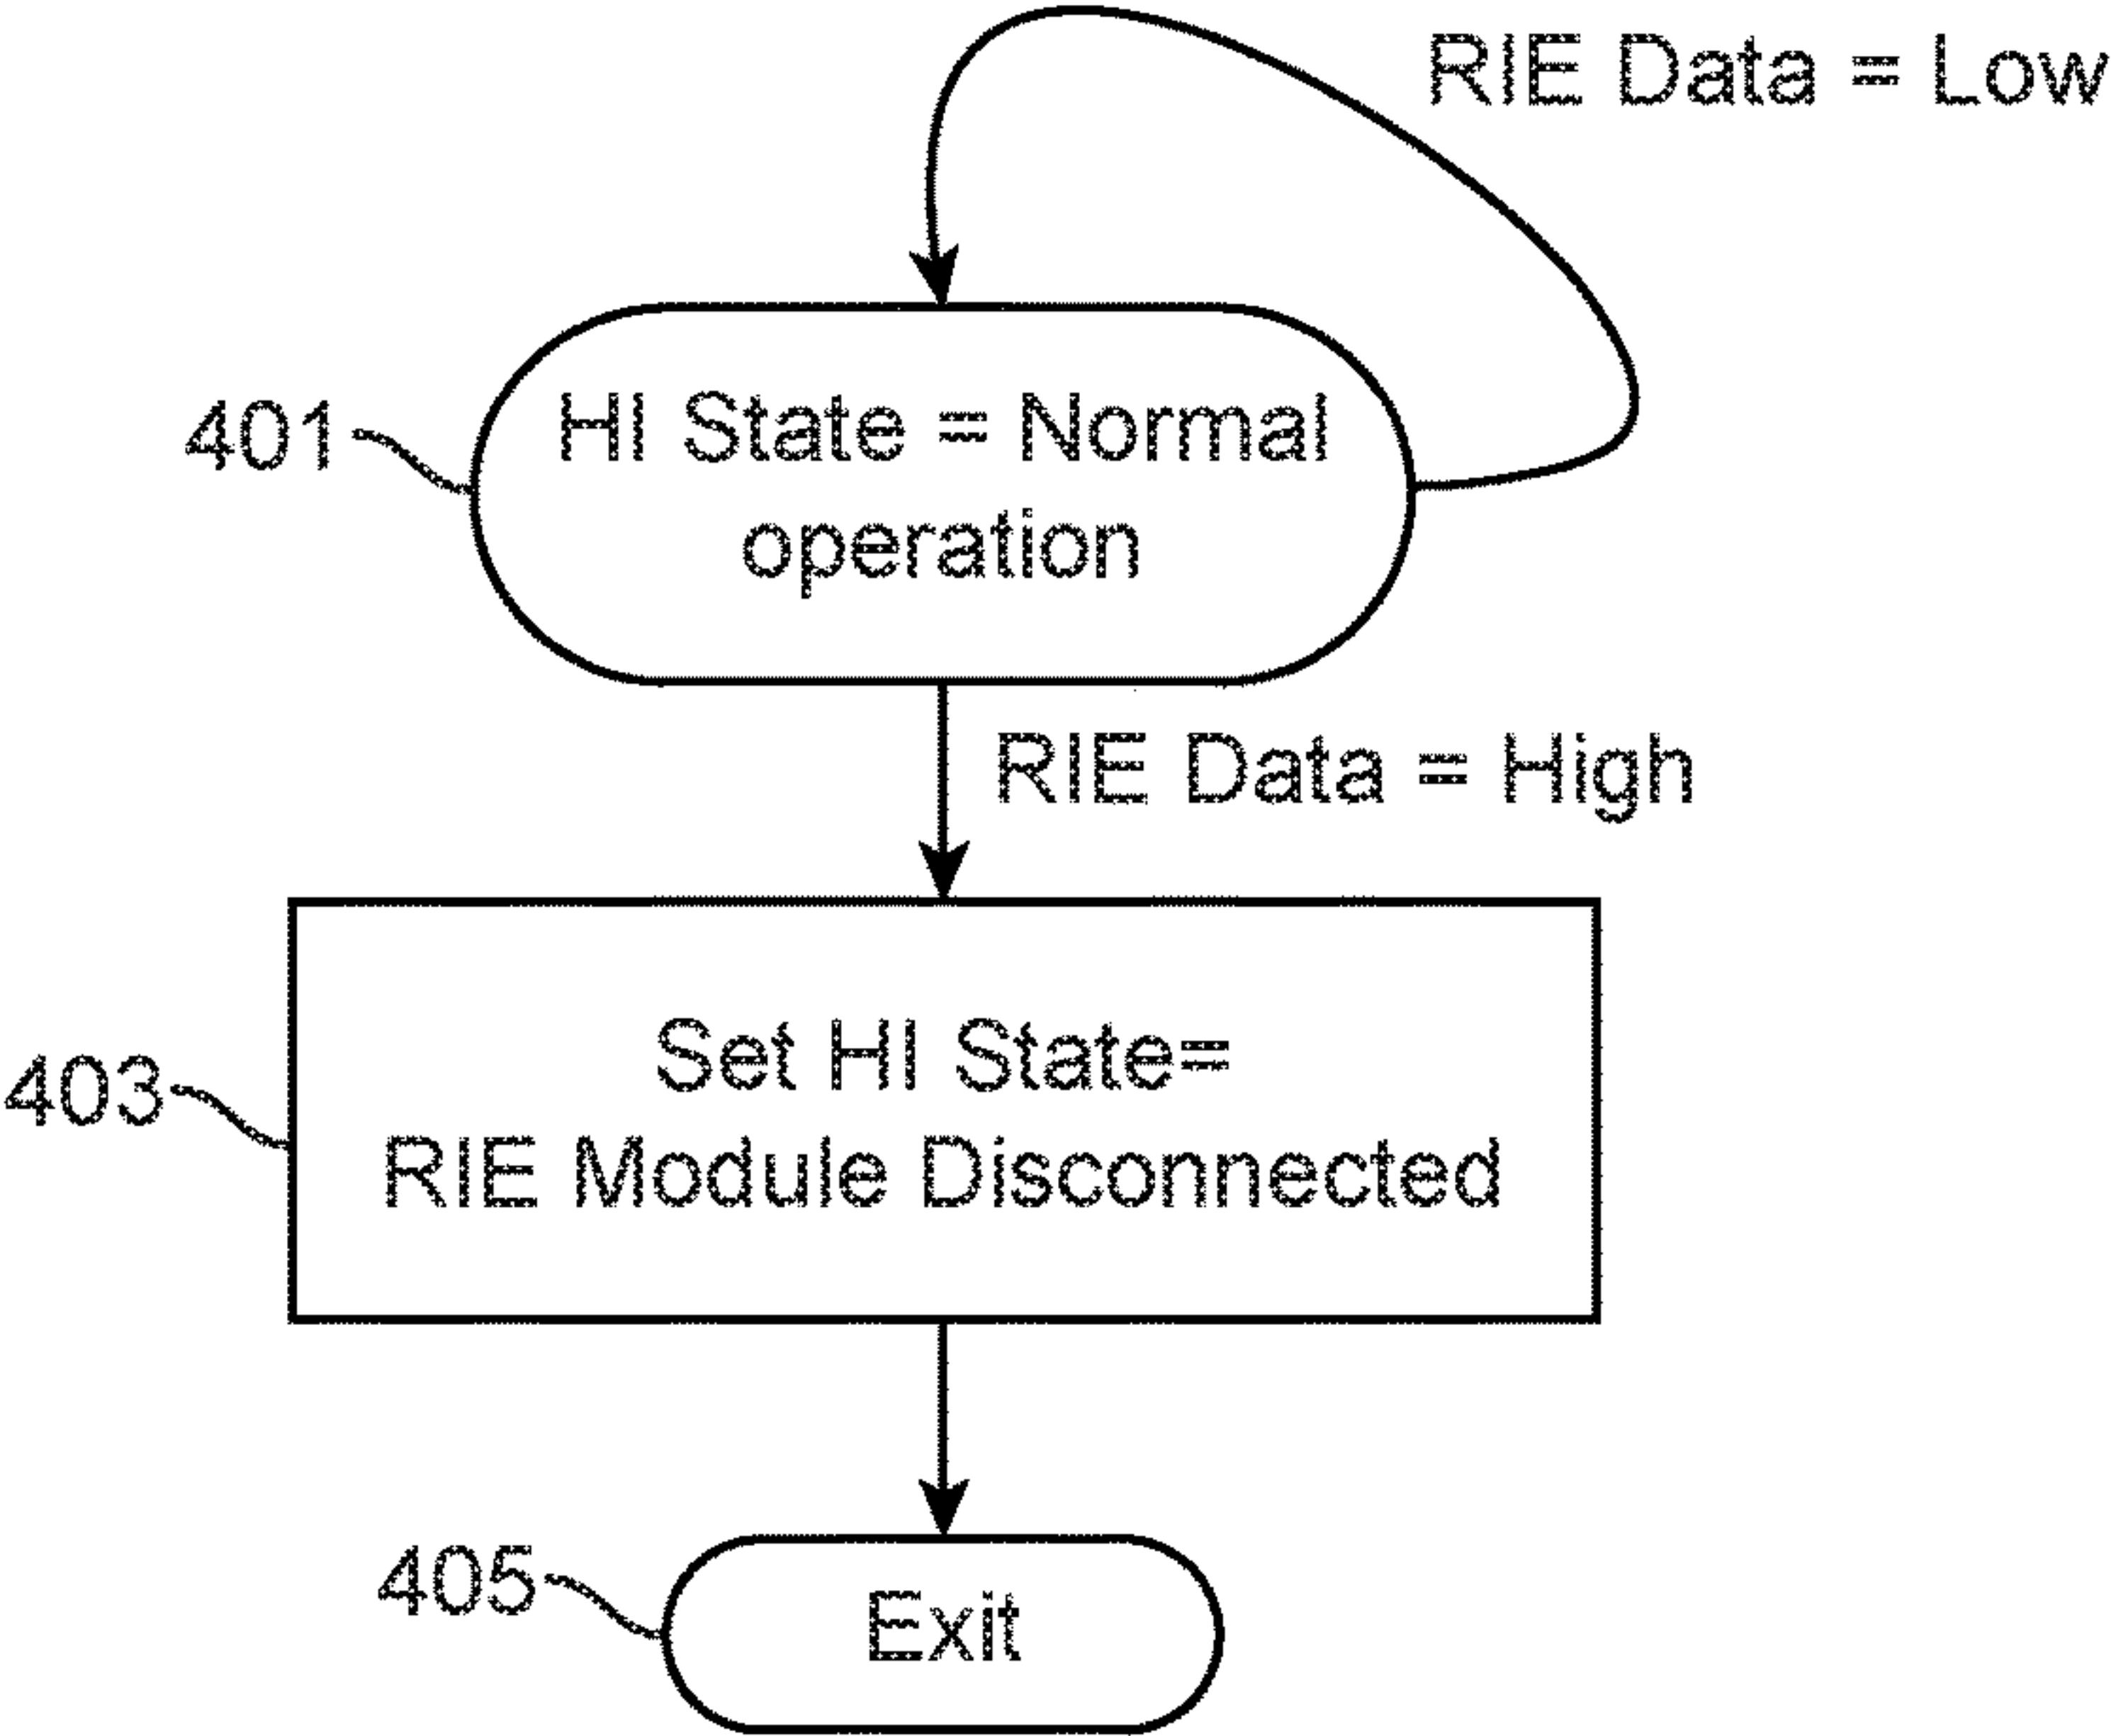 RIE Data = Low
401
HI State = Normal
operation
RIE Data = High
403
Set HI State=
RIE Module Disconnected
405
Exit